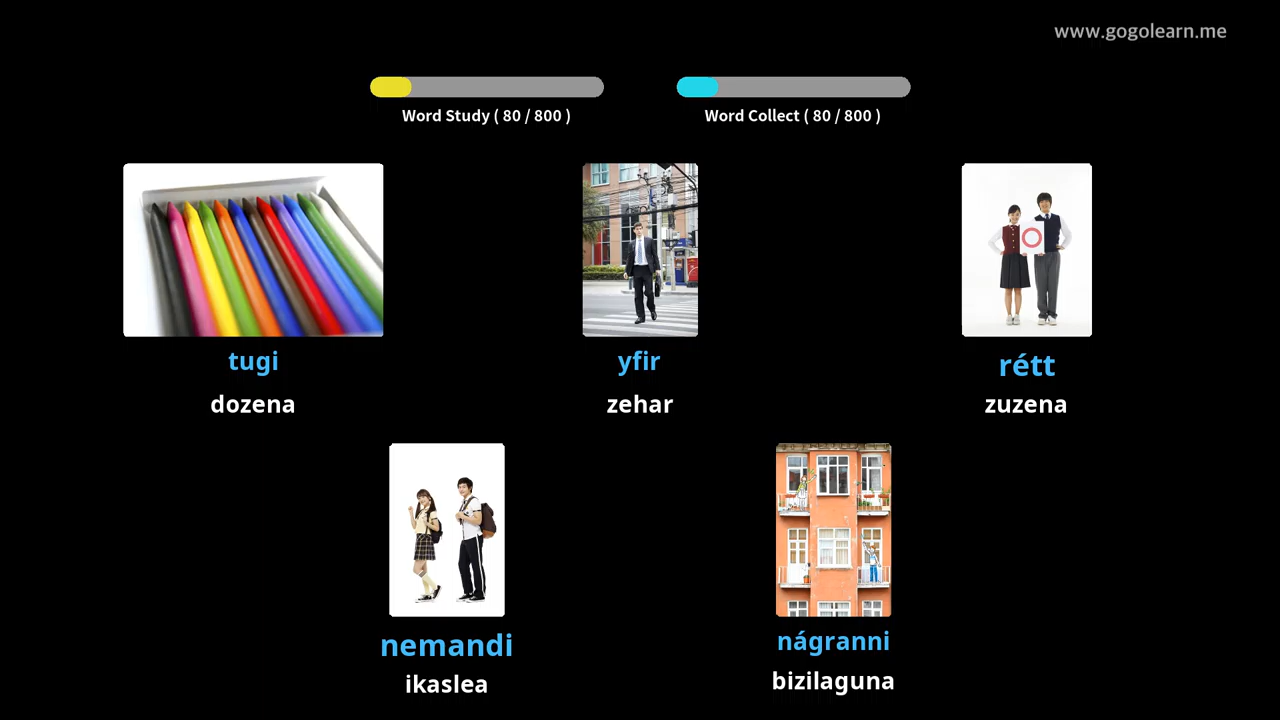 www.gogolearn.me
Word Study ( 80 / 800 )
Word Collect ( 80 / 800 )
tugi
dozena
yfir
zehar
rétt
zuzena
nemandi
ikaslea
nágranni
bizilaguna